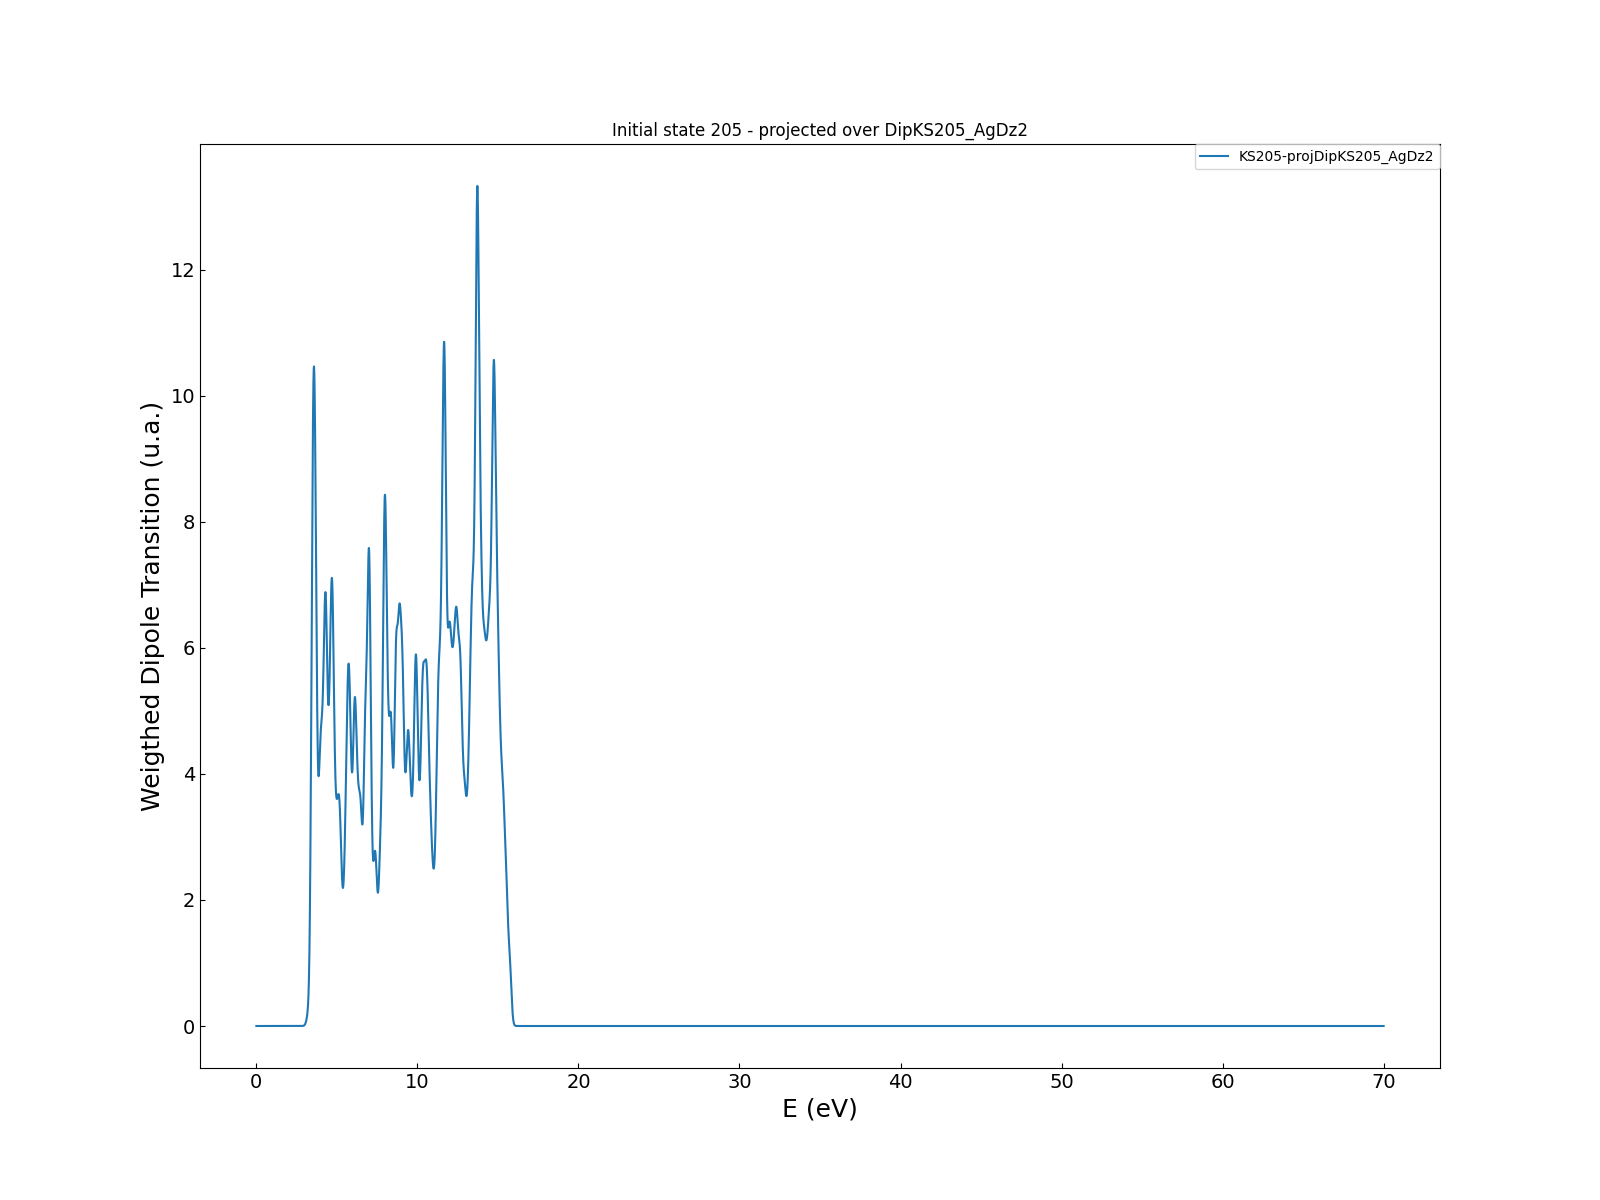 Initial state 205 - projected over DipKS205_AgDz2
KS205-projDipKS205_AgDz2
Weigthed Dipole Transition (u.a.)
12
10
8
6
4
2
0
0 10 20 30 40 50 60 70
E (eV)